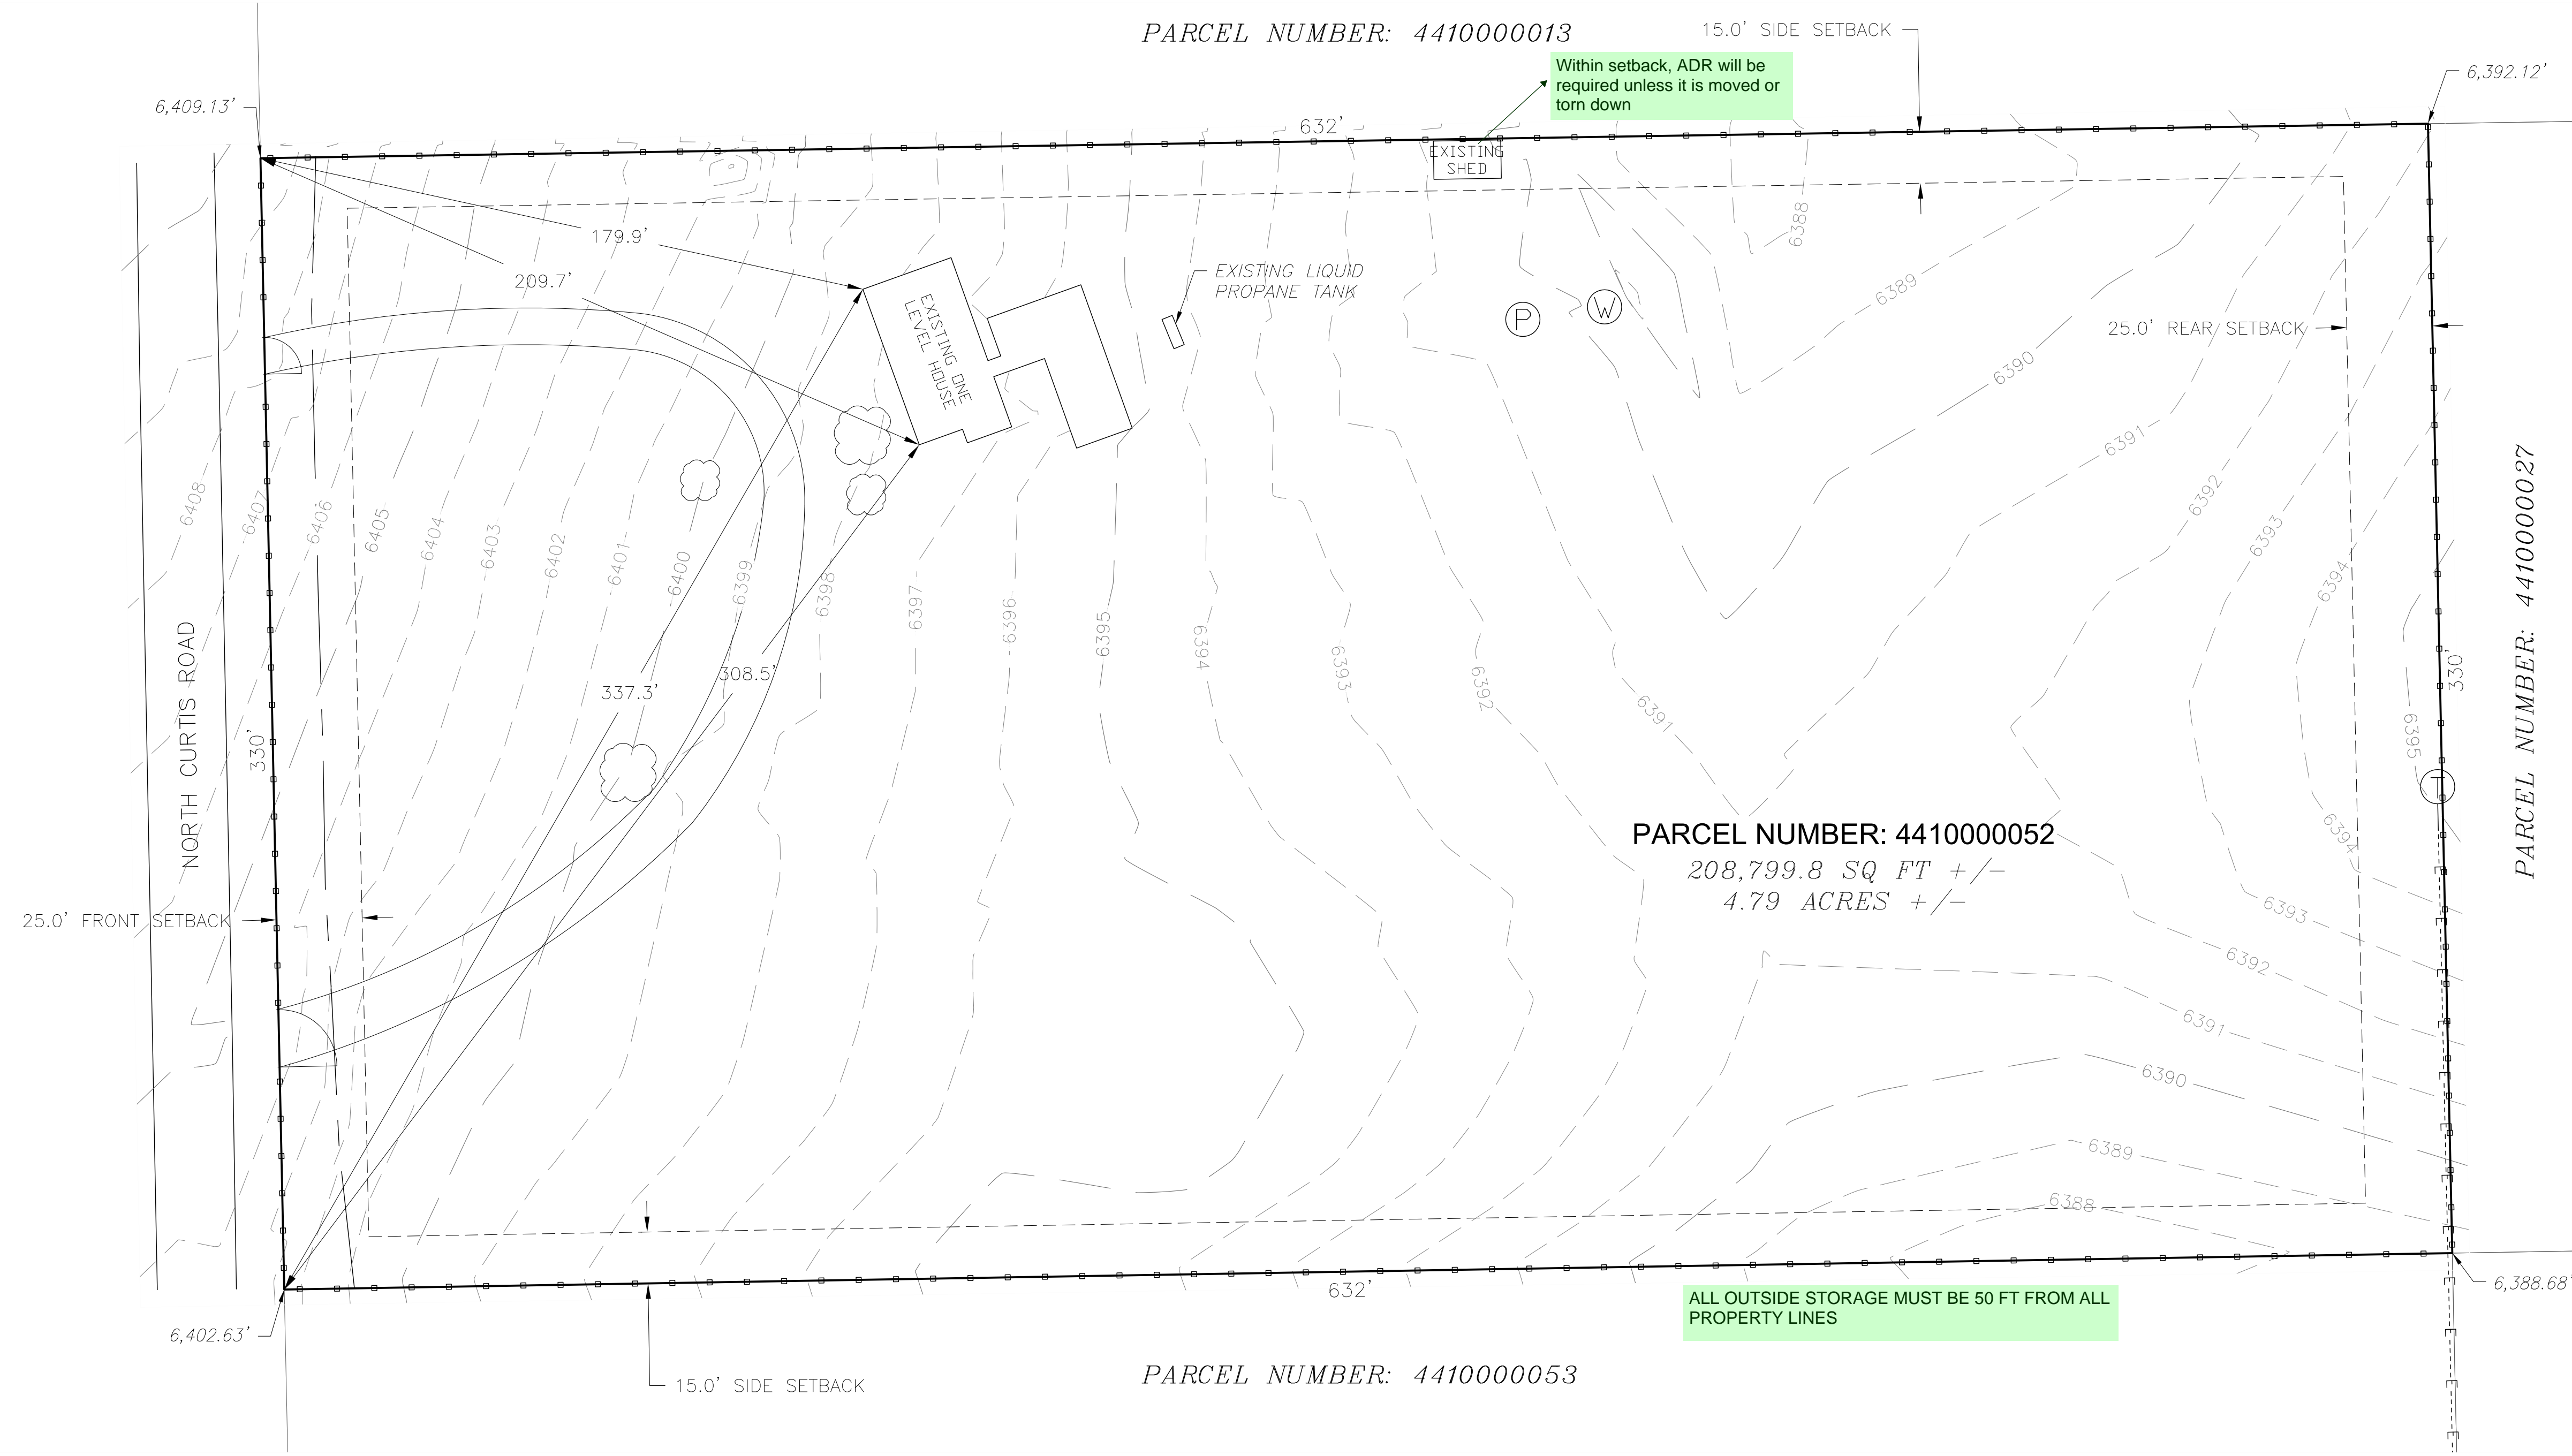 PARCEL NUMBER: 4410000013
15.0' SIDE SETBACK
Within setback, ADR will be
required unless it is moved or
torn down
6,392.12'
6,409.13'
632'
EXISTING
SHED
6388
179.9'
209.7'
EXISTING LIQUID
PROPANE TANK
EXISTING ONE
LEVEL HOUSE
P
W
6389
25.0' REAR SETBACK
6390
6391
6392
6393
6394
6395
6408
6407
6406
6405
6404
6403
6402
6401
6400
6399
6398
6397
6396
6395
6394
6393
6392
6391
NORTH CURTIS ROAD
330'
337.3'
308.5'
330'
PARCEL NUMBER: 4410000027
T
PARCEL NUMBER: 4410000052
208,799.8 SQ FT +/-
4.79 ACRES +/-
6394
6393
6392
6391
6390
6389
6388
25.0' FRONT SETBACK
632'
6,388.68'
ALL OUTSIDE STORAGE MUST BE 50 FT FROM ALL
PROPERTY LINES
6,402.63'
15.0' SIDE SETBACK
PARCEL NUMBER: 4410000053